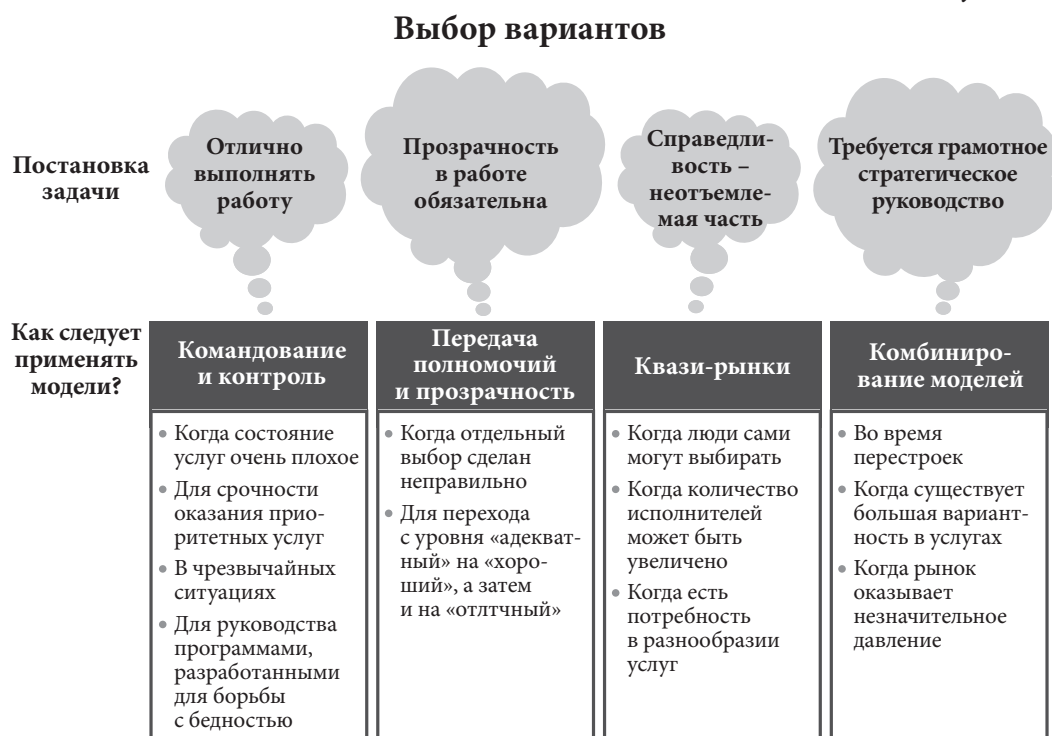 Выбор вариантов
Постановка
задачи
Отлично
выполнять
работу
Прозрачность
в работе
обязательна
Справедли-
вость –
неотъемле-
мая часть
Требуется грамотное
стратегическое
руководство
Как следует
применять
модели?
Командование
и контроль
Передача
полномочий
и прозрачность
Квази-рынки
Комбиниро-
вание моделей
• Когда состояние
услуг очень плохое
• Для срочности
оказания прио-
ритетных услуг
• В чрезвычайных
ситуациях
• Для руководства
программами,
разработанными
для борьбы
с бедностью
• Когда отдельный
выбор сделан
неправильно
• Для перехода
с уровня «адекват-
ный» на «хоро-
ший», а затем
и на «отлтчный»
• Когда люди сами
могут выбирать
• Когда количество
исполнителей
может быть
увеличено
• Когда есть
потребность
в разнообразии
услуг
• Во время
перестроек
• Когда существует
большая вариант-
ность в услугах
• Когда рынок
оказывает
незначительное
давление